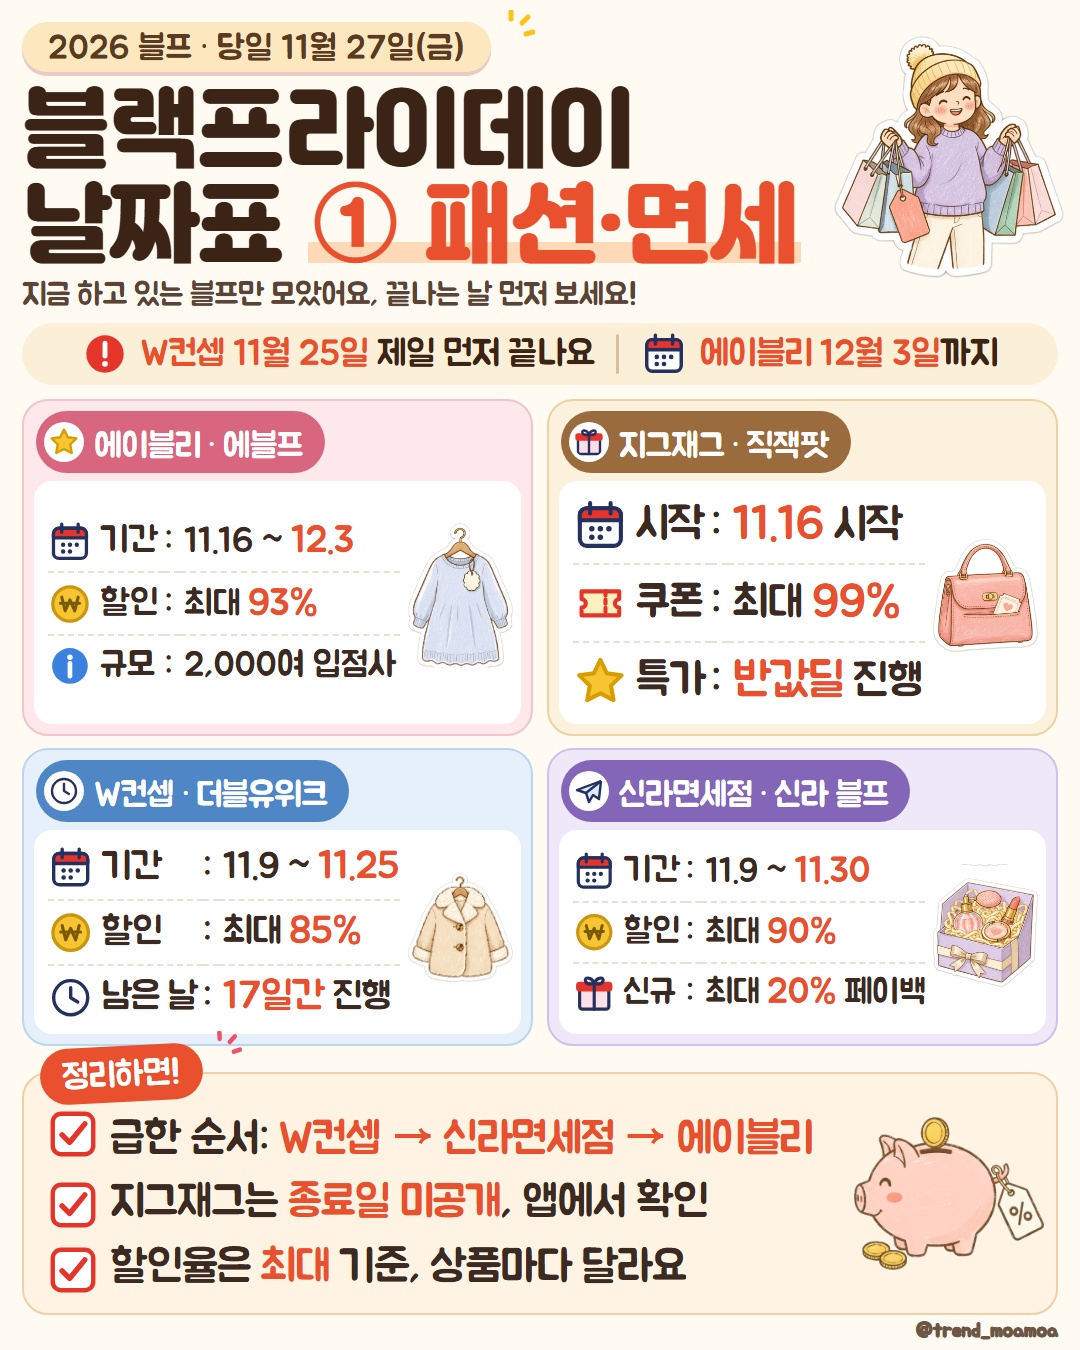 2026 블프 · 당일 11월 27일(금)
블랙프라이데이
날짜표 ① 패션·면세
지금 하고 있는 블프만 모았어요, 끝나는 날 먼저 보세요!
W컨셉 11월 25일 제일 먼저 끝나요
에이블리 12월 3일까지
에이블리 · 에블프
기간 : 11.16 ~ 12.3
할인 : 최대 93%
규모 : 2,000여 입점사
지그재그 · 직잭팟
시작 : 11.16 시작
쿠폰 : 최대 99%
특가 : 반값딜 진행
W컨셉 · 더블유위크
기간 : 11.9 ~ 11.25
할인 : 최대 85%
남은 날 : 17일간 진행
신라면세점 · 신라 블프
기간 : 11.9 ~ 11.30
할인 : 최대 90%
신규 : 최대 20% 페이백
정리하면!
급한 순서: W컨셉 → 신라면세점 → 에이블리
지그재그는 종료일 미공개, 앱에서 확인
할인율은 최대 기준, 상품마다 달라요
%
@trend_moamoa